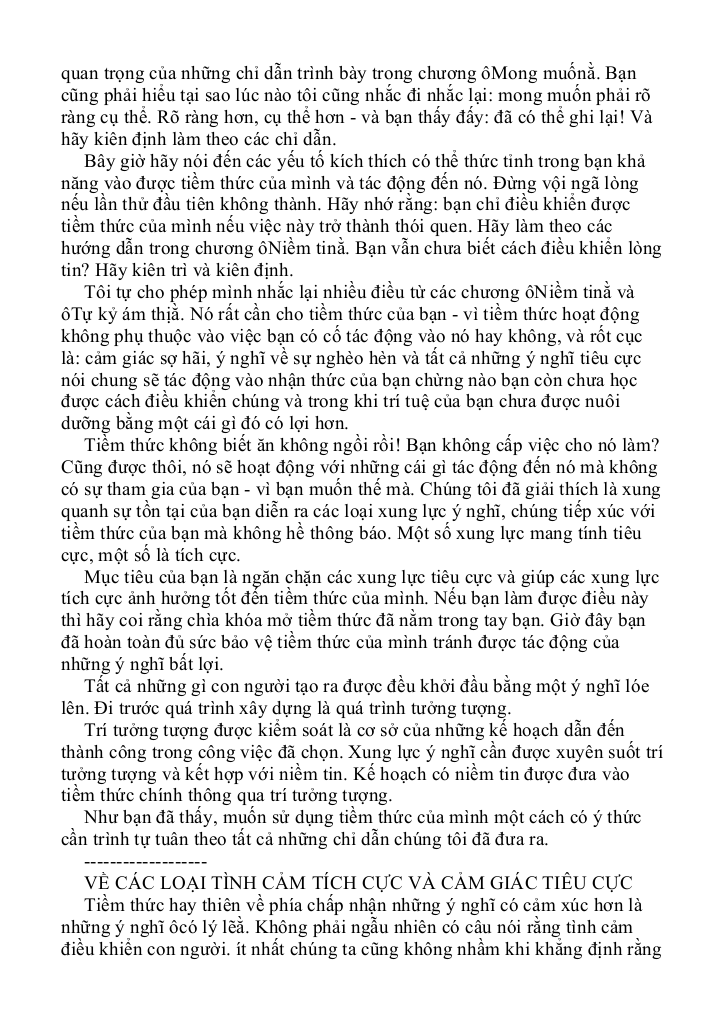 quan trọng của những chỉ dẫn trình bày trong chương ôMong muốnằ. Bạn
cũng phải hiểu tại sao lúc nào tôi cũng nhắc đi nhắc lại: mong muốn phải rõ
ràng cụ thể. Rõ ràng hơn, cụ thể hơn - và bạn thấy đấy: đã có thể ghi lại! Và
hãy kiên định làm theo các chỉ dẫn.
Bây giờ hãy nói đến các yếu tố kích thích có thể thức tỉnh trong bạn khả
năng vào được tiềm thức của mình và tác động đến nó. Đừng vội ngã lòng
nếu lần thử đầu tiên không thành. Hãy nhớ rằng: bạn chỉ điều khiển được
tiềm thức của mình nếu việc này trở thành thói quen. Hãy làm theo các
hướng dẫn trong chương ôNiềm tinằ. Bạn vẫn chưa biết cách điều khiển lòng
tin? Hãy kiên trì và kiên định.
Tôi tự cho phép mình nhắc lại nhiều điều từ các chương ôNiềm tinằ và
ôTự kỷ ám thịằ. Nó rất cần cho tiềm thức của bạn - vì tiềm thức hoạt động
không phụ thuộc vào việc bạn có cố tác động vào nó hay không, và rốt cục
là: cảm giác sợ hãi, ý nghĩ về sự nghèo hèn và tất cả những ý nghĩ tiêu cực
nói chung sẽ tác động vào nhận thức của bạn chừng nào bạn còn chưa học
được cách điều khiển chúng và trong khi trí tuệ của bạn chưa được nuôi
dưỡng bằng một cái gì đó có lợi hơn.
Tiềm thức không biết ăn không ngồi rồi! Bạn không cấp việc cho nó làm?
Cũng được thôi, nó sẽ hoạt động với những cái gì tác động đến nó mà không
có sự tham gia của bạn - vì bạn muốn thế mà. Chúng tôi đã giải thích là xung
quanh sự tồn tại của bạn diễn ra các loại xung lực ý nghĩ, chúng tiếp xúc với
tiềm thức của bạn mà không hề thông báo. Một số xung lực mang tính tiêu
cực, một số là tích cực.
Mục tiêu của bạn là ngăn chặn các xung lực tiêu cực và giúp các xung lực
tích cực ảnh hưởng tốt đến tiềm thức của mình. Nếu bạn làm được điều này
thì hãy coi rằng chìa khóa mở tiềm thức đã nằm trong tay bạn. Giờ đây bạn
đã hoàn toàn đủ sức bảo vệ tiềm thức của mình tránh được tác động của
những ý nghĩ bất lợi.
Tất cả những gì con người tạo ra được đều khởi đầu bằng một ý nghĩ lóe
lên. Đi trước quá trình xây dựng là quá trình tưởng tượng.
Trí tưởng tượng được kiểm soát là cơ sở của những kế hoạch dẫn đến
thành công trong công việc đã chọn. Xung lực ý nghĩ cần được xuyên suốt trí
tưởng tượng và kết hợp với niềm tin. Kế hoạch có niềm tin được đưa vào
tiềm thức chính thông qua trí tưởng tượng.
Như bạn đã thấy, muốn sử dụng tiềm thức của mình một cách có ý thức
cần trình tự tuân theo tất cả những chỉ dẫn chúng tôi đã đưa ra.
-------------------
VỀ CÁC LOẠI TÌNH CẢM TÍCH CỰC VÀ CẢM GIÁC TIÊU CỰC
Tiềm thức hay thiên về phía chấp nhận những ý nghĩ có cảm xúc hơn là
những ý nghĩ ôcó lý lẽằ. Không phải ngẫu nhiên có câu nói rằng tình cảm
điều khiển con người. ít nhất chúng ta cũng không nhầm khi khẳng định rằng